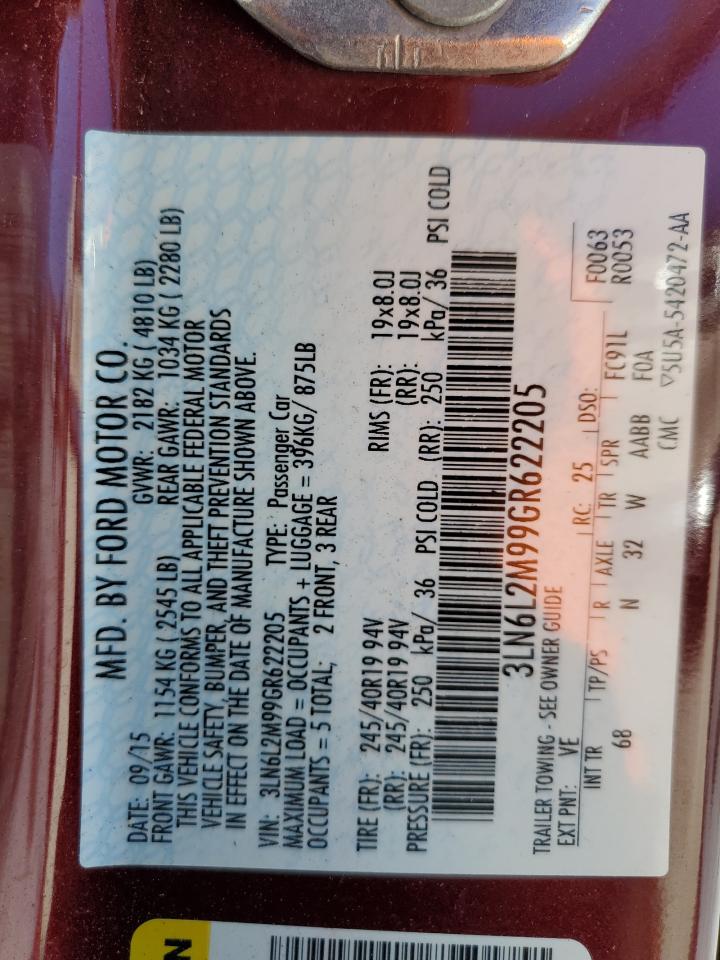 MFD. BY FORD MOTOR CO.
DATE: 09/15 GVWR: 2182 KG ( 4810 LB)
FRONT GAWR: 1154 KG ( 2545 LB) REAR GAWR: 1034 KG ( 2280 LB)
THIS VEHICLE CONFORMS TO ALL APPLICABLE FEDERAL MOTOR
VEHICLE SAFETY, BUMPER, AND THEFT PREVENTION STANDARDS
IN EFFECT ON THE DATE OF MANUFACTURE SHOWN ABOVE.
VIN: 3LN6L2M99GR622205 TYPE: Passenger Car
MAXIMUM LOAD = OCCUPANTS + LUGGAGE = 396KG/ 875LB
OCCUPANTS = 5 TOTAL; 2 FRONT, 3 REAR
TIRE (FR): 245/40R19 94V RIMS (FR): 19x8.0J
(RR): 245/40R19 94V (RR): 19x8.0J
PRESSURE (FR): 250 kPa/ 36 PSI COLD (RR): 250 kPa/ 36 PSI COLD
3LN6L2M99GR622205
TRAILER TOWING - SEE OWNER GUIDE
EXT PNT: VE RC: 25 DSO: F0063
R0053
INT TR TP/PS R AXLE TR SPR FC91L
68 N 32 W AABB F0A
CMC ▽5U5A-5420472-AA
N